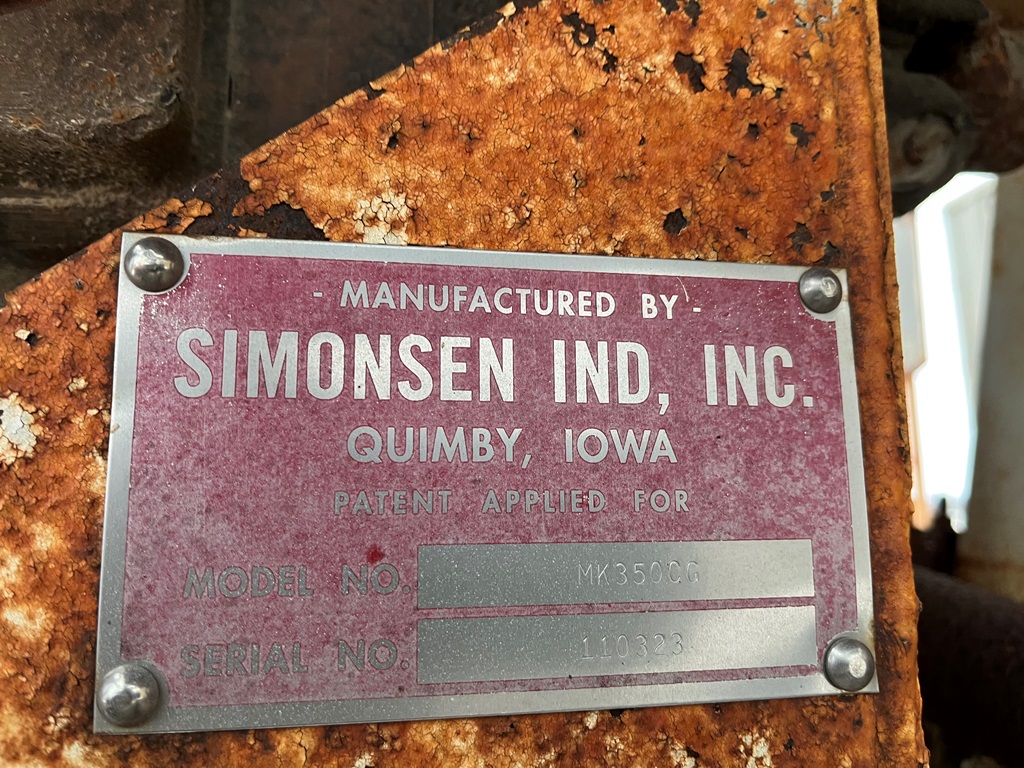 - MANUFACTURED BY -
SIMONSEN IND, INC.
QUIMBY, IOWA
PATENT APPLIED FOR
MODEL NO. MK350CG
SERIAL NO. 110323